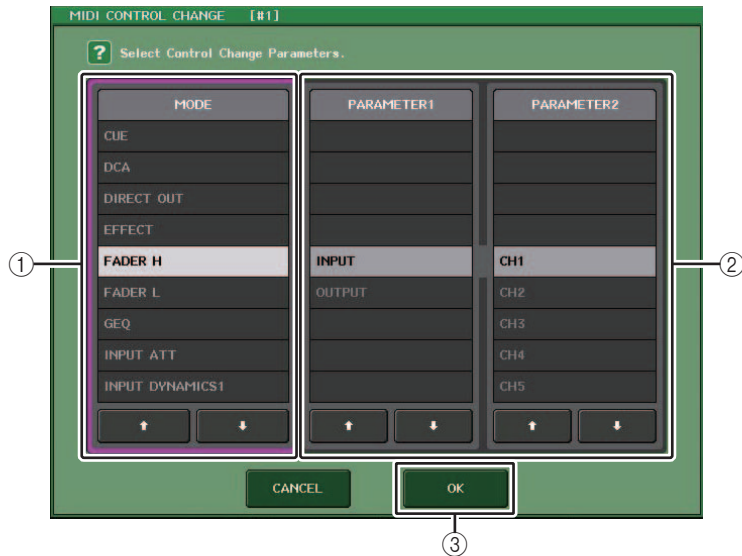 MIDI CONTROL CHANGE [#1]
? Select Control Change Parameters.
MODE
CUE
DCA
DIRECT OUT
EFFECT
FADER H
FADER L
GEQ
INPUT ATT
INPUT DYNAMICS1
PARAMETER1
INPUT
OUTPUT
PARAMETER2
CH1
CH2
CH3
CH4
CH5
CANCEL
OK
①
②
③